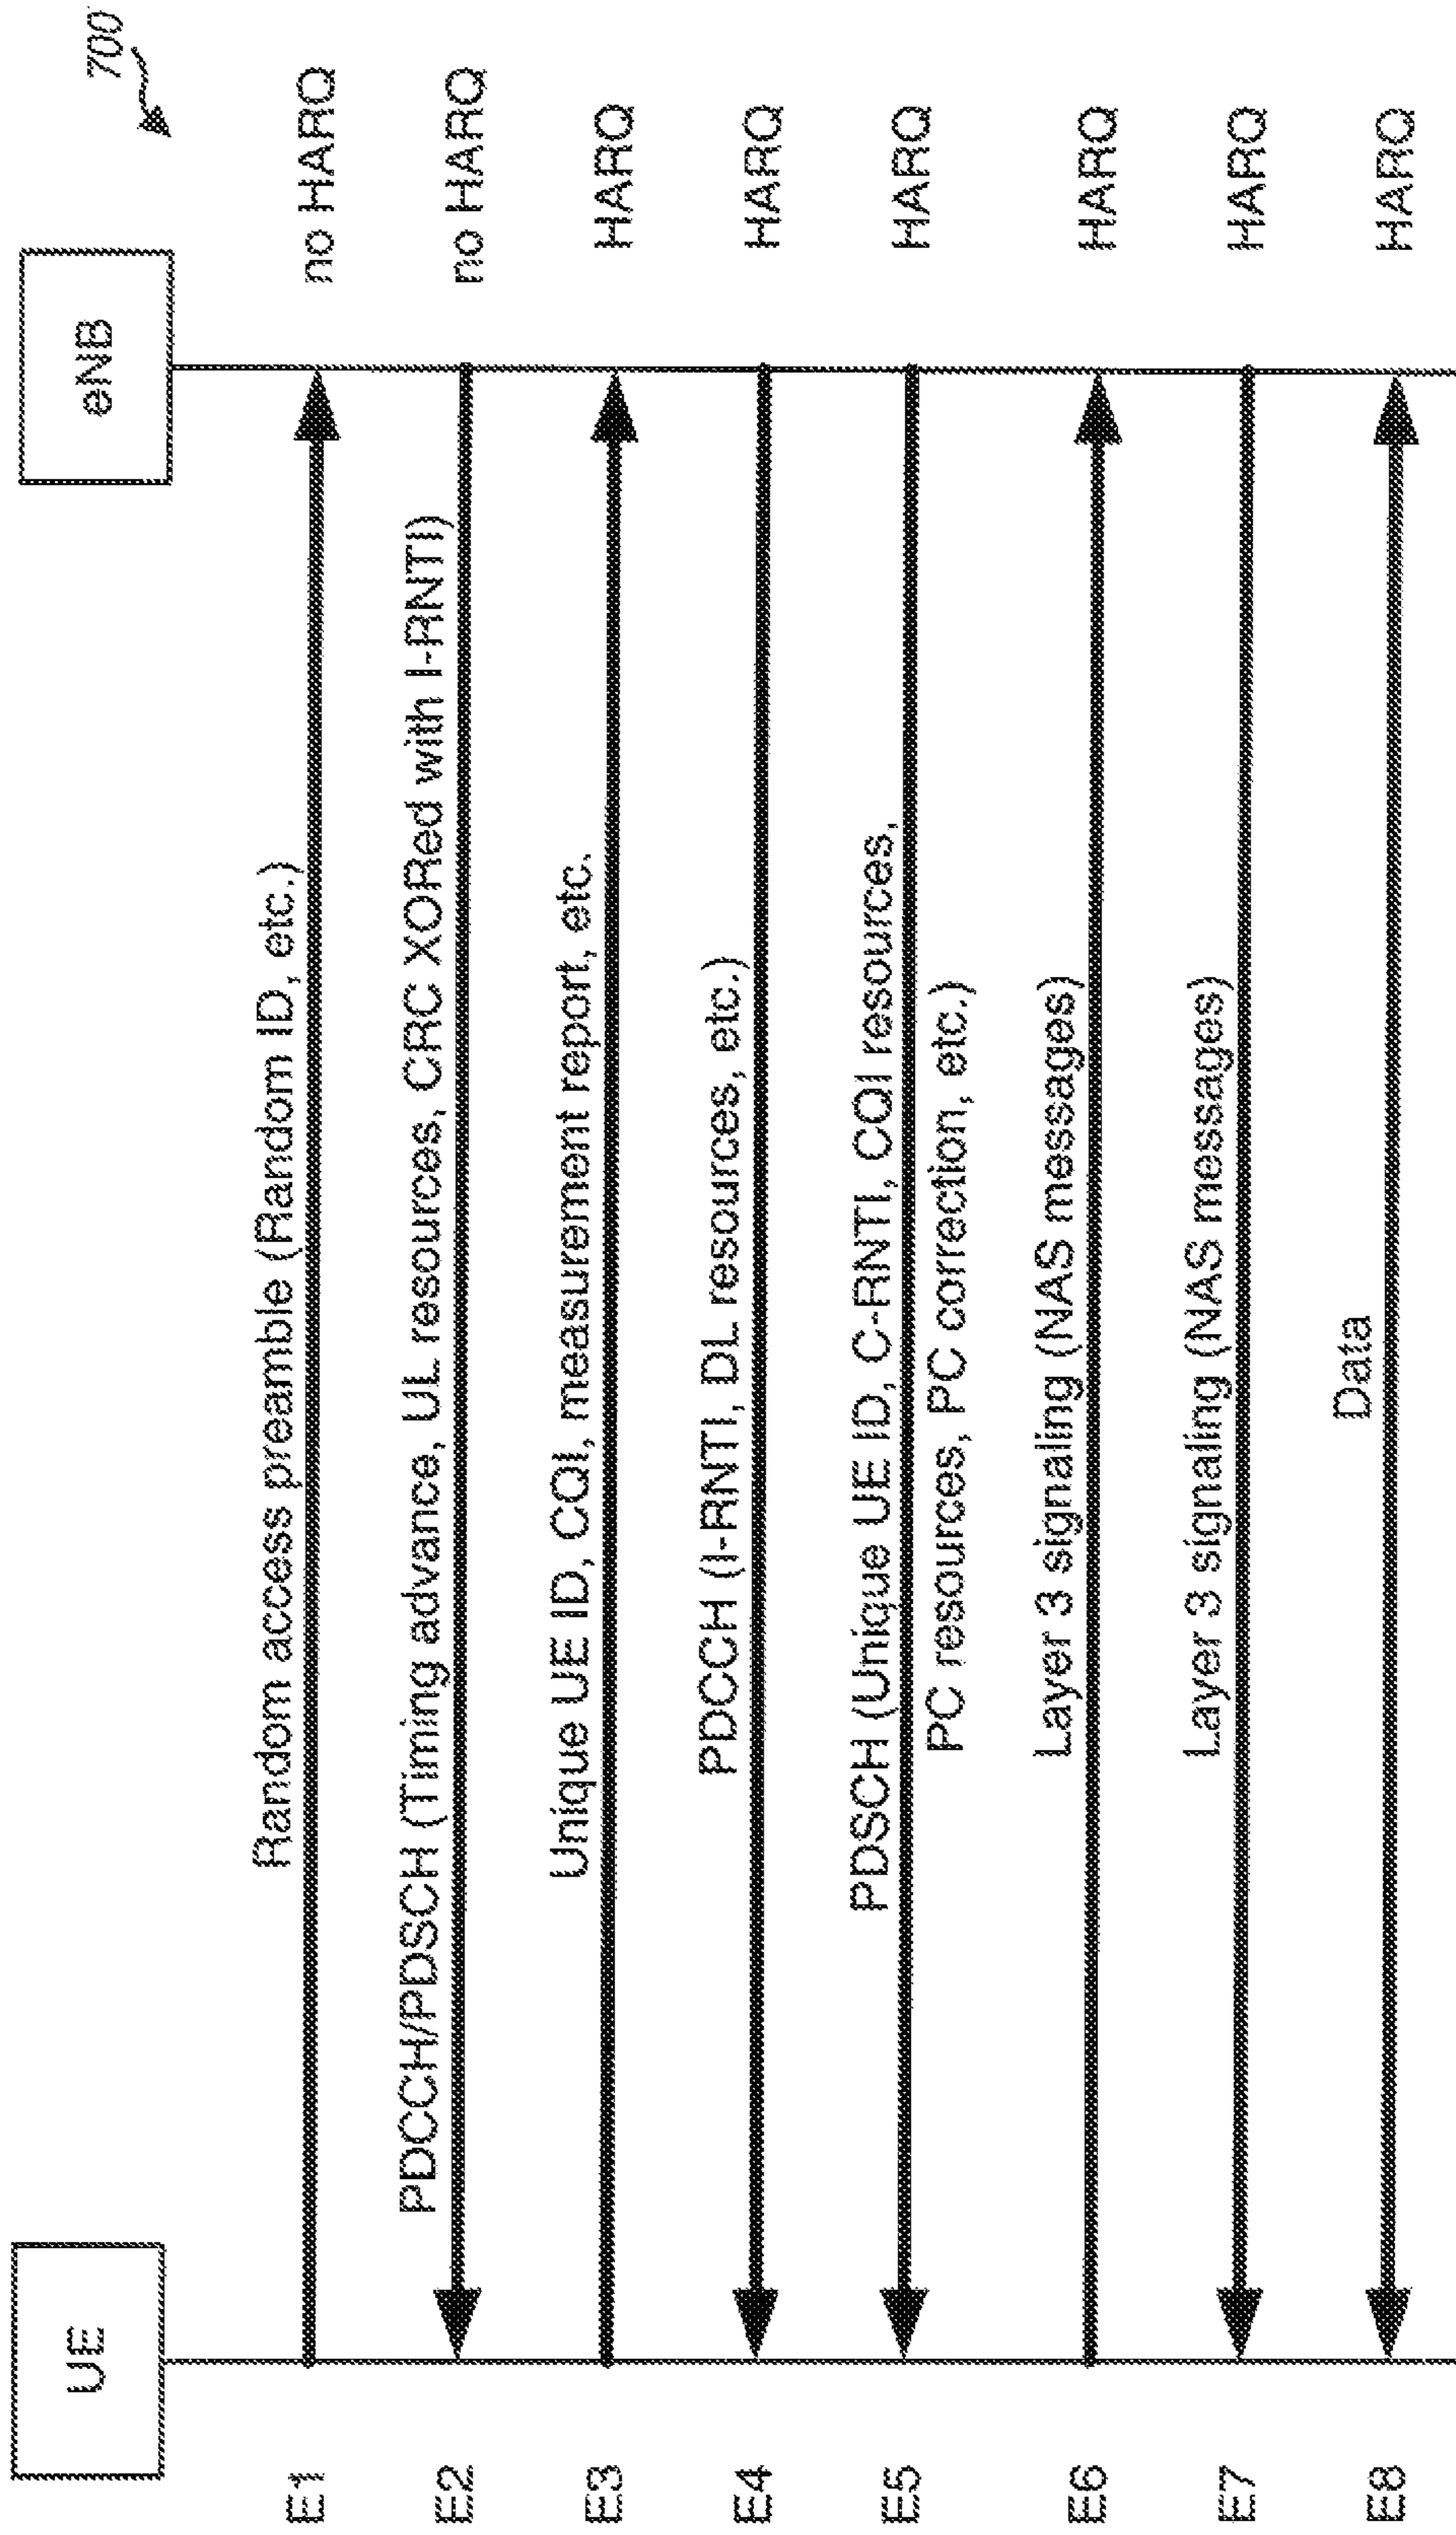 700
UE
eNB
E1
Random access preamble (Random ID, etc.)
no HARQ
E2
PDCCH/PDSCH (Timing advance, UL resources, CRC XORed with I-RNTI)
no HARQ
E3
Unique UE ID, CQI, measurement report, etc.
HARQ
E4
PDCCH (I-RNTI, DL resources, etc.)
HARQ
E5
PDSCH (Unique UE ID, C-RNTI, CQI resources,
PC resources, PC correction, etc.)
HARQ
E6
Layer 3 signaling (NAS messages)
HARQ
E7
Layer 3 signaling (NAS messages)
HARQ
E8
Data
HARQ